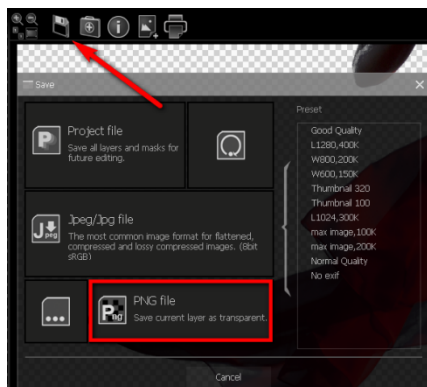 Save
Preset
Project file
Save all layers and masks for
future editing.
Jpeg/Jpg file
The most common image format for flattened,
compressed and lossy compressed images. (8bit
sRGB)
PNG file
Save current layer as transparent.
Good Quality
L1280,400K
W800,200K
W600,150K
Thumbnal 320
Thumbnal 100
L1024,300K
max image,100K
max image,200K
Normal Quality
No exif
Cancel